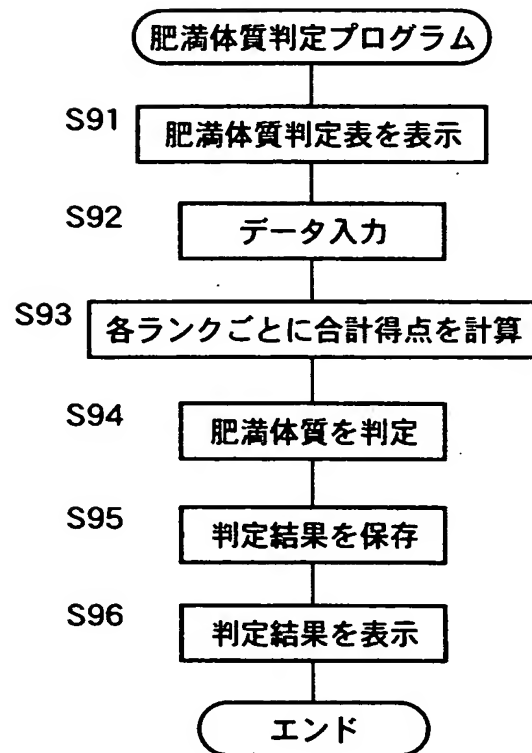 肥満体質判定プログラム
S91
肥満体質判定表を表示
S92
データ入力
S93
各ランクごとに合計得点を計算
S94
肥満体質を判定
S95
判定結果を保存
S96
判定結果を表示
エンド